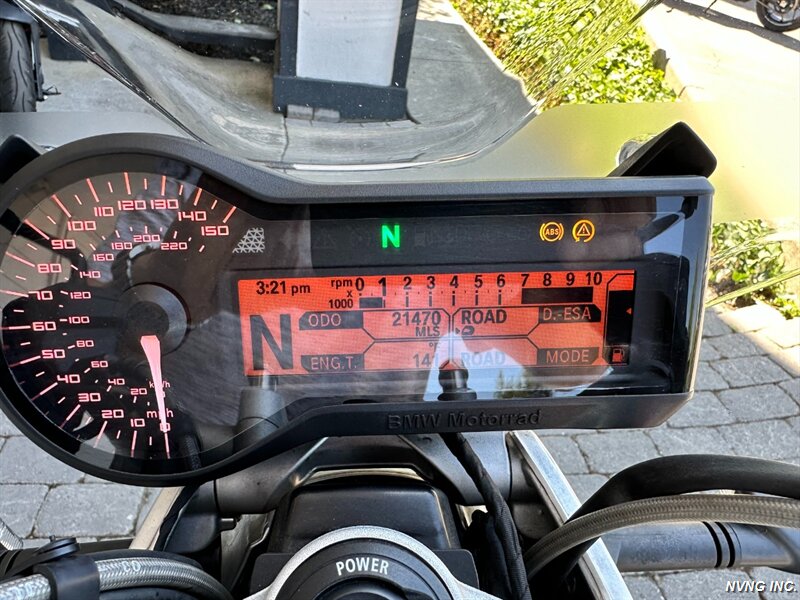 110 120 130
100 140
90 180 200 220 150
80 160
70 140
60 120
50 100
40 80
30 60
20 40
10 20
0 km/h
mph
N
ABS
3:21 pm rpm 0 1 2 3 4 5 6 7 8 9 10
x
1000
N
ODO 21470 ROAD D.-ESA
MLS
ENG.T. ROAD MODE
BMW Motorrad
POWER
NVNG INC.